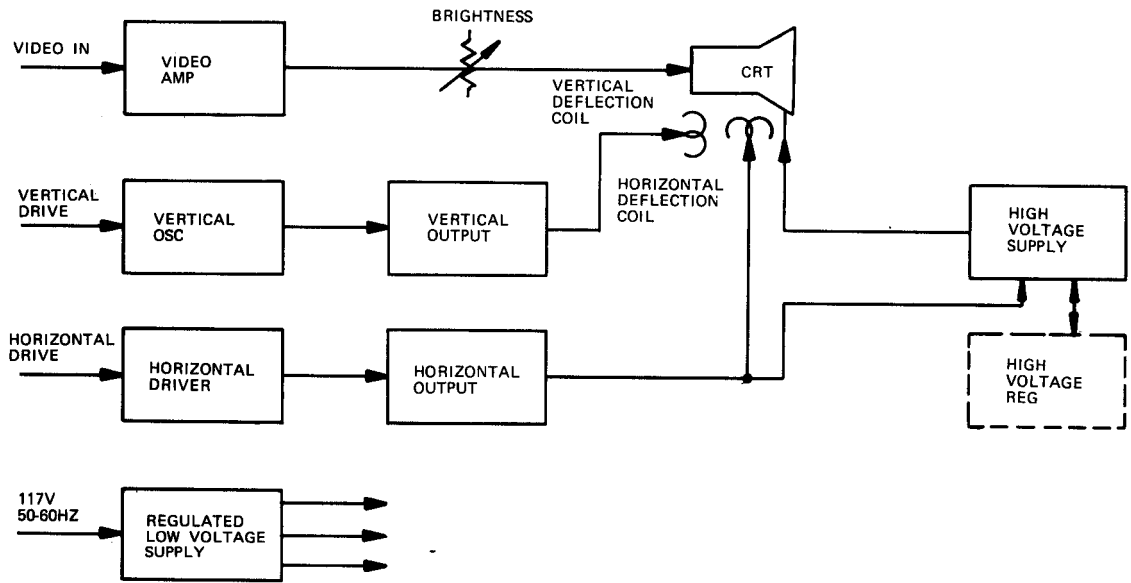 BRIGHTNESS
VIDEO IN
VIDEO
AMP
CRT
VERTICAL
DEFLECTION
COIL
VERTICAL
DRIVE
VERTICAL
OSC
VERTICAL
OUTPUT
HORIZONTAL
DEFLECTION
COIL
HIGH
VOLTAGE
SUPPLY
HORIZONTAL
DRIVE
HORIZONTAL
DRIVER
HORIZONTAL
OUTPUT
HIGH
VOLTAGE
REG
117V
50-60HZ
REGULATED
LOW VOLTAGE
SUPPLY